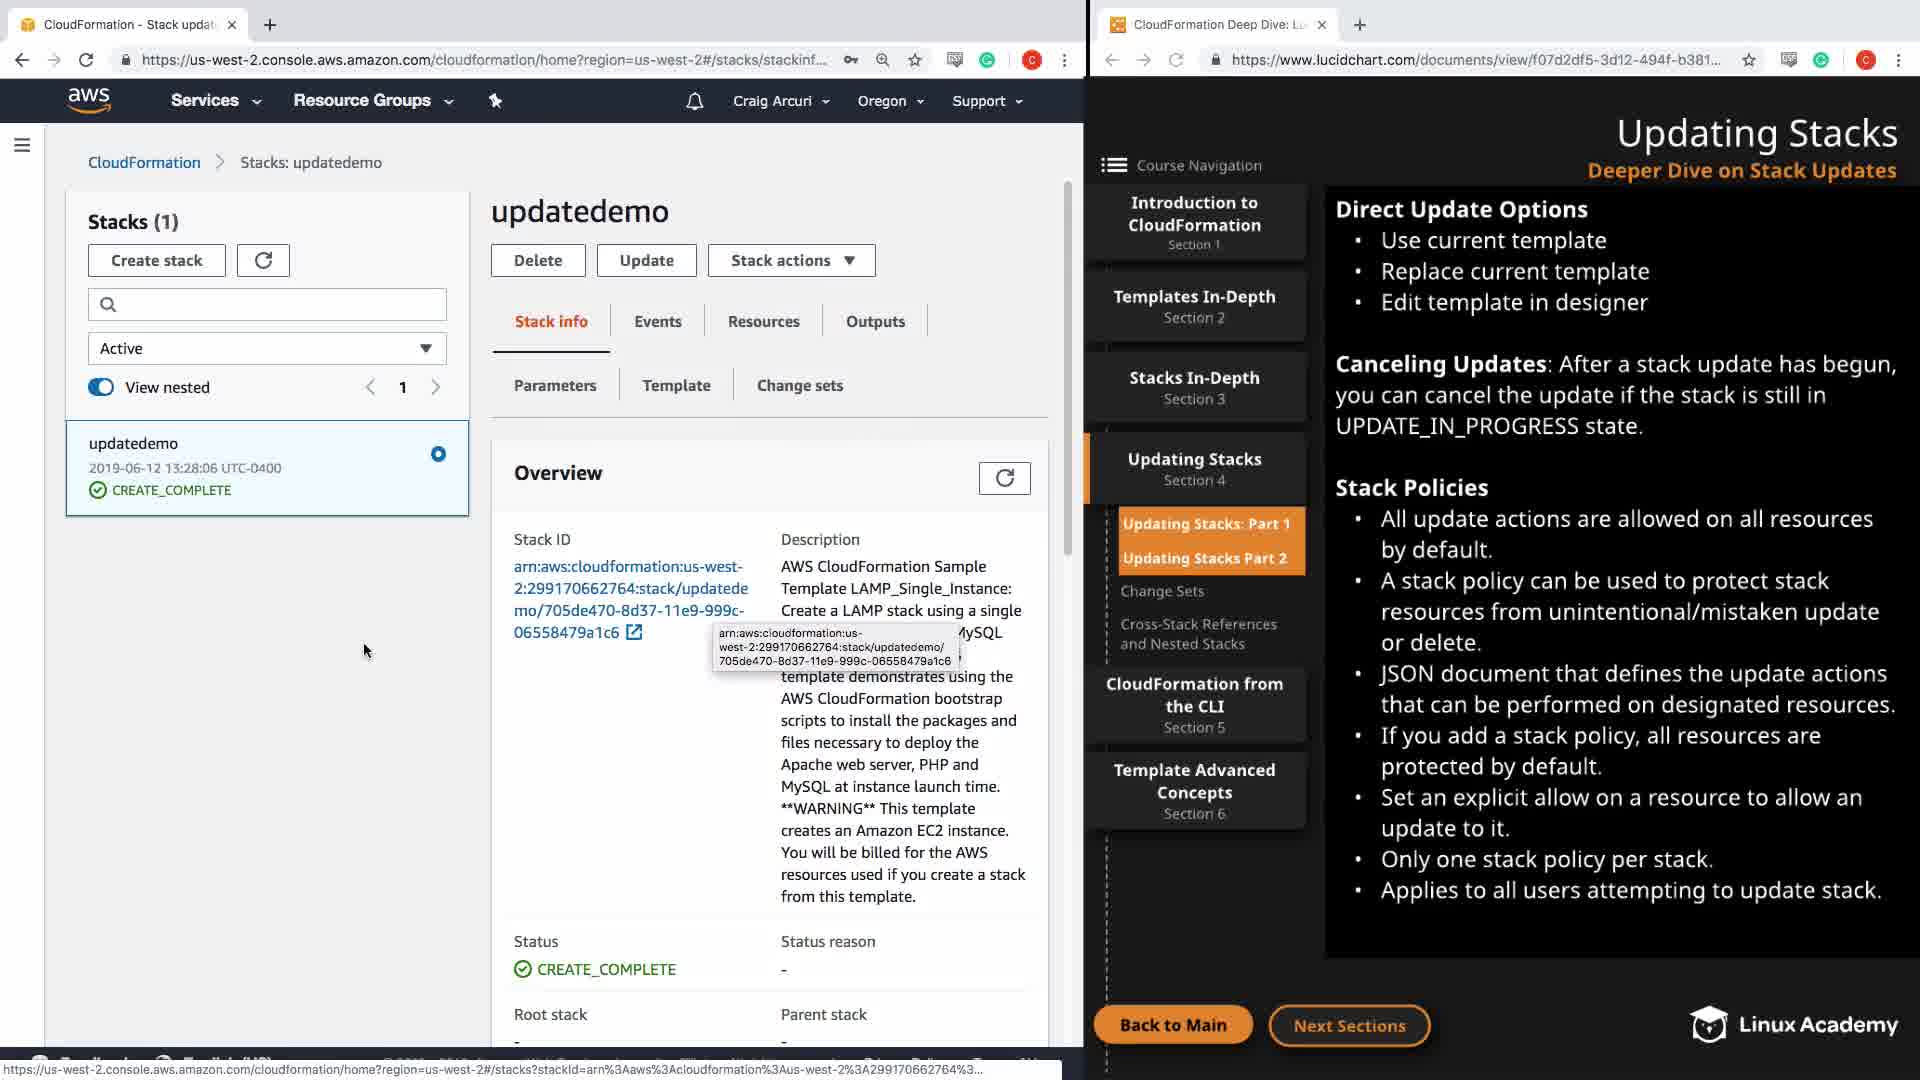 CloudFormation - Stack updat
https://us-west-2.console.aws.amazon.com/cloudformation/home?region=us-west-2#/stacks/stackinf...
C
aws
Services
Resource Groups
Craig Arcuri
Oregon
Support
CloudFormation
Stacks: updatedemo
Stacks (1)
Create stack
Active
View nested
1
updatedemo
2019-06-12 13:28:06 UTC-0400
CREATE_COMPLETE
updatedemo
Delete
Update
Stack actions
Stack info
Events
Resources
Outputs
Parameters
Template
Change sets
Overview
Stack ID
arn:aws:cloudformation:us-west-
2:299170662764:stack/updatede
mo/705de470-8d37-11e9-999c-
06558479a1c6
Description
AWS CloudFormation Sample
Template LAMP_Single_Instance:
Create a LAMP stack using a single
MySQL
template demonstrates using the
AWS CloudFormation bootstrap
scripts to install the packages and
files necessary to deploy the
Apache web server, PHP and
MySQL at instance launch time.
**WARNING** This template
creates an Amazon EC2 instance.
You will be billed for the AWS
resources used if you create a stack
from this template.
arn:aws:cloudformation:us-
west-2:299170662764:stack/updatedemo/
705de470-8d37-11e9-999c-06558479a1c6
Status
CREATE_COMPLETE
Status reason
-
Root stack
-
Parent stack
-
https://us-west-2.console.aws.amazon.com/cloudformation/home?region=us-west-2#/stacks?stackId=arn%3Aaws%3Acloudformation%3Aus-west-2%3A299170662764%3...
CloudFormation Deep Dive: Lu
https://www.lucidchart.com/documents/view/f07d2df5-3d12-494f-b381...
C
Updating Stacks
Deeper Dive on Stack Updates
Course Navigation
Introduction to
CloudFormation
Section 1
Templates In-Depth
Section 2
Stacks In-Depth
Section 3
Updating Stacks
Section 4
Updating Stacks: Part 1
Updating Stacks Part 2
Change Sets
Cross-Stack References
and Nested Stacks
CloudFormation from
the CLI
Section 5
Template Advanced
Concepts
Section 6
Direct Update Options
• Use current template
• Replace current template
• Edit template in designer
Canceling Updates: After a stack update has begun,
you can cancel the update if the stack is still in
UPDATE_IN_PROGRESS state.
Stack Policies
• All update actions are allowed on all resources
by default.
• A stack policy can be used to protect stack
resources from unintentional/mistaken update
or delete.
• JSON document that defines the update actions
that can be performed on designated resources.
• If you add a stack policy, all resources are
protected by default.
• Set an explicit allow on a resource to allow an
update to it.
• Only one stack policy per stack.
• Applies to all users attempting to update stack.
Back to Main
Next Sections
Linux Academy